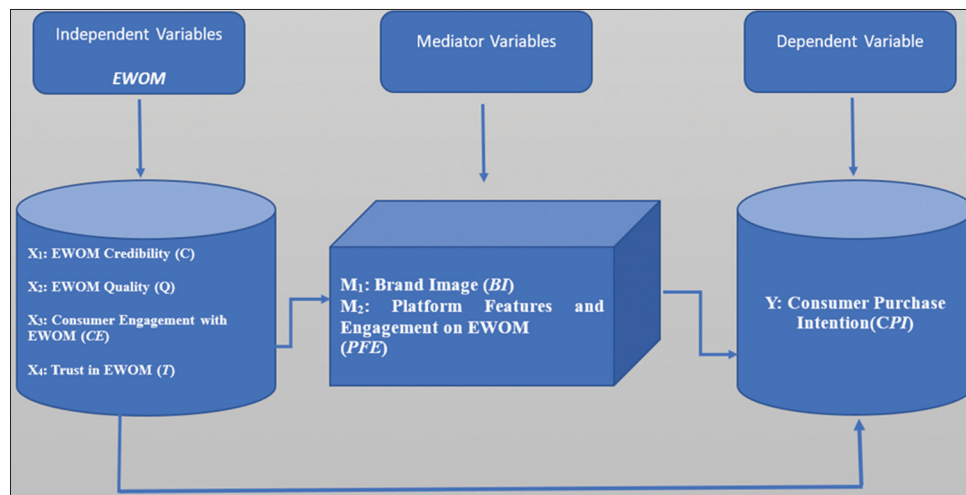 Independent Variables
EWOM
Mediator Variables
Dependent Variable
X₁: EWOM Credibility (C)
X₂: EWOM Quality (Q)
X₃: Consumer Engagement with
EWOM (CE)
X₄: Trust in EWOM (T)
M₁: Brand Image (BI)
M₂: Platform Features and
Engagement on EWOM
(PFE)
Y: Consumer Purchase
Intention(CPI)